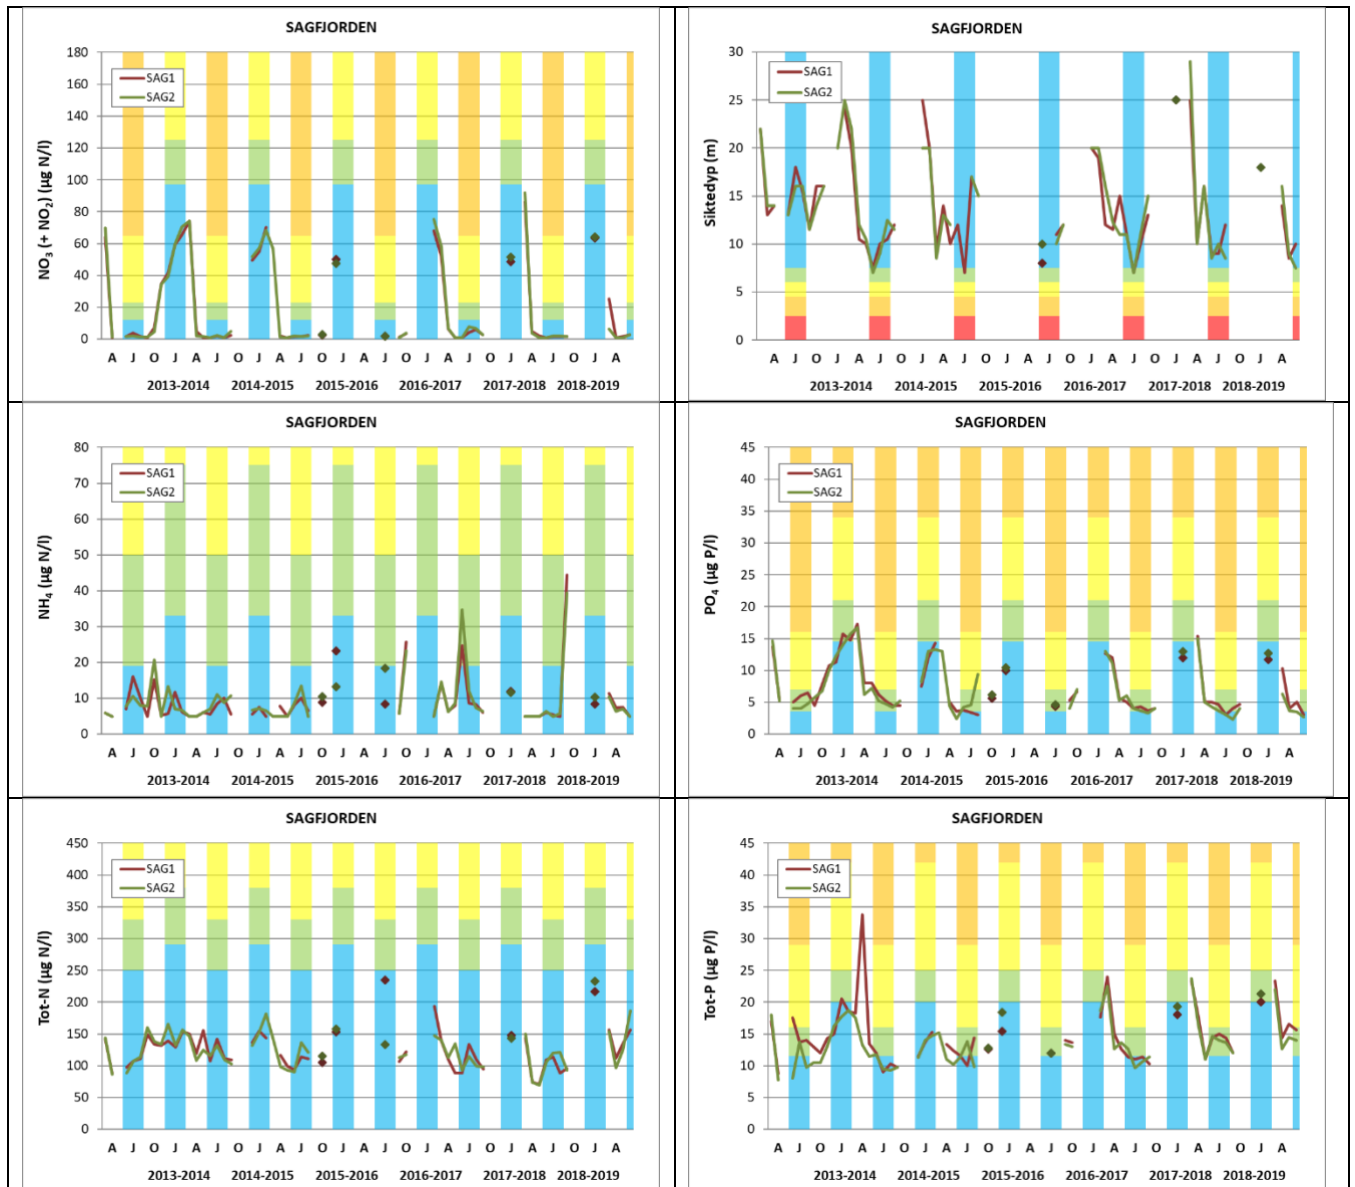 SAGFJORDEN
NO3 (+ NO2) (µg N/l)
180
160
140
120
100
80
60
40
20
0
SAG1
SAG2
A J O J A J O J A J O J A J O J A J O J A J O J A
2013-2014 2014-2015 2015-2016 2016-2017 2017-2018 2018-2019
SAGFJORDEN
Siktedyp (m)
30
25
20
15
10
5
0
SAG1
SAG2
A J O J A J O J A J O J A J O J A J O J A J O J A
2013-2014 2014-2015 2015-2016 2016-2017 2017-2018 2018-2019
SAGFJORDEN
NH4 (µg N/l)
80
70
60
50
40
30
20
10
0
SAG1
SAG2
A J O J A J O J A J O J A J O J A J O J A J O J A
2013-2014 2014-2015 2015-2016 2016-2017 2017-2018 2018-2019
SAGFJORDEN
PO4 (µg P/l)
45
40
35
30
25
20
15
10
5
0
SAG1
SAG2
A J O J A J O J A J O J A J O J A J O J A J O J A
2013-2014 2014-2015 2015-2016 2016-2017 2017-2018 2018-2019
SAGFJORDEN
Tot-N (µg N/l)
450
400
350
300
250
200
150
100
50
0
SAG1
SAG2
A J O J A J O J A J O J A J O J A J O J A J O J A
2013-2014 2014-2015 2015-2016 2016-2017 2017-2018 2018-2019
SAGFJORDEN
Tot-P (µg P/l)
45
40
35
30
25
20
15
10
5
0
SAG1
SAG2
A J O J A J O J A J O J A J O J A J O J A J O J A
2013-2014 2014-2015 2015-2016 2016-2017 2017-2018 2018-2019